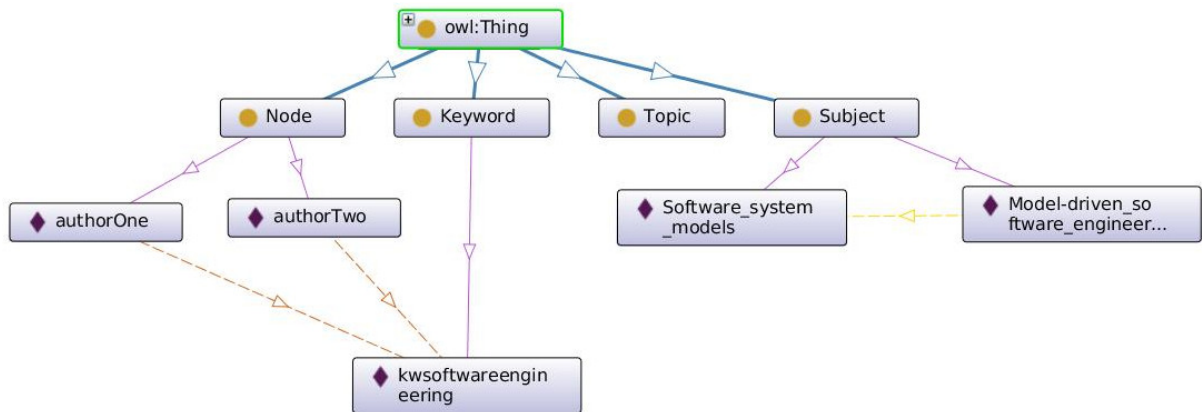 owl:Thing
Node
Keyword
Topic
Subject
authorOne
authorTwo
Software_system
_models
Model-driven_so
ftware_engineer...
kwsoftwareengin
eering